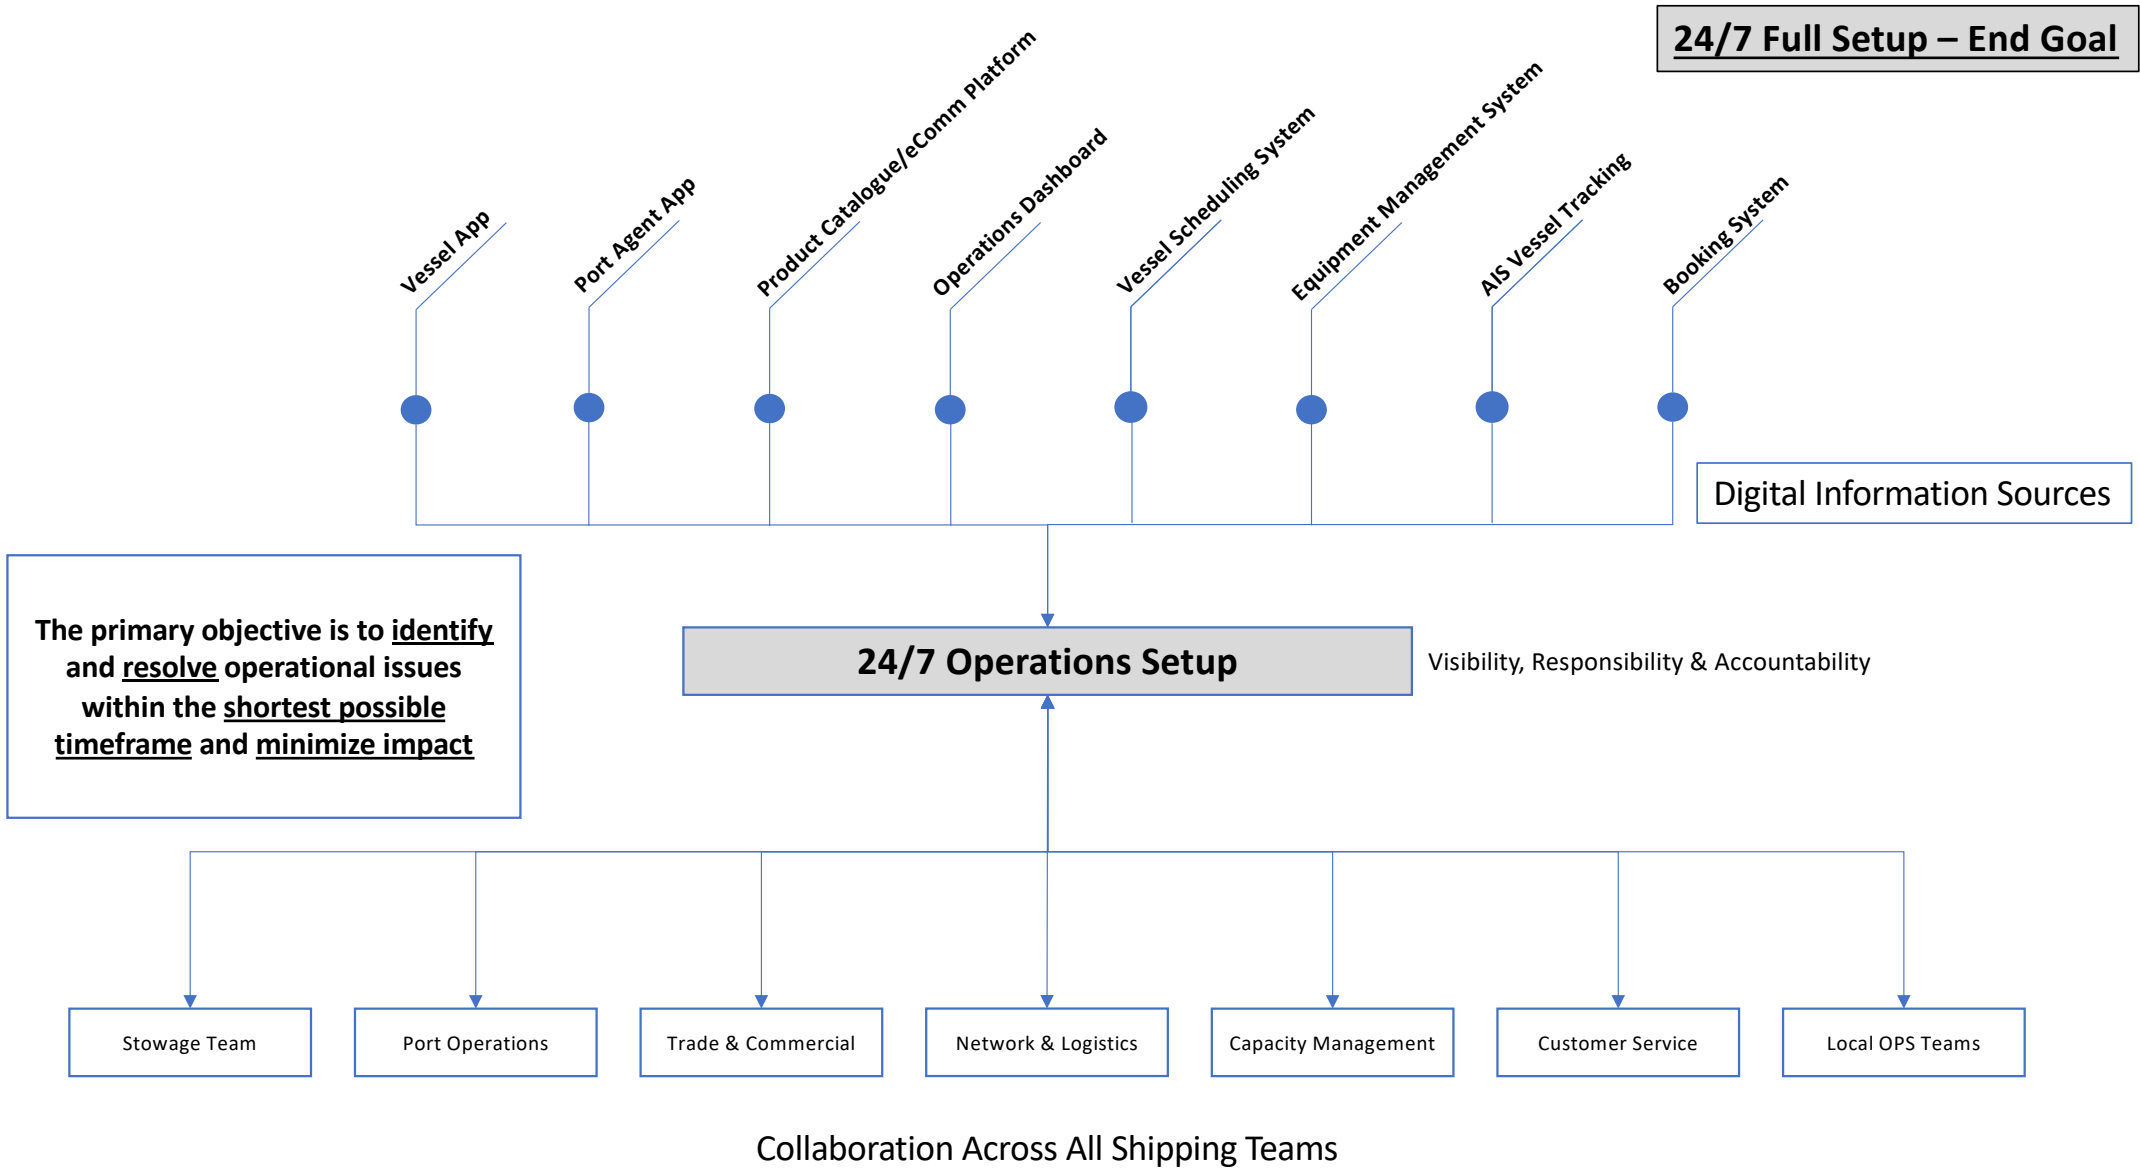 24/7 Full Setup – End Goal
Vessel App
Port Agent App
Product Catalogue/eComm Platform
Operations Dashboard
Vessel Scheduling System
Equipment Management System
AIS Vessel Tracking
Booking System
Digital Information Sources
The primary objective is to identify
and resolve operational issues
within the shortest possible
timeframe and minimize impact
24/7 Operations Setup
Visibility, Responsibility & Accountability
Stowage Team
Port Operations
Trade & Commercial
Network & Logistics
Capacity Management
Customer Service
Local OPS Teams
Collaboration Across All Shipping Teams